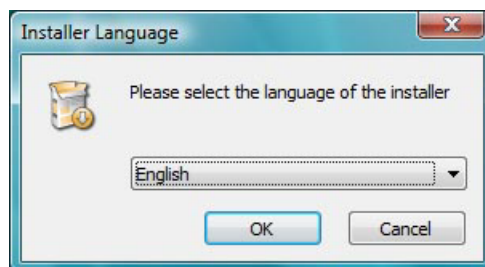 Installer Language
Please select the language of the installer
English
OK
Cancel